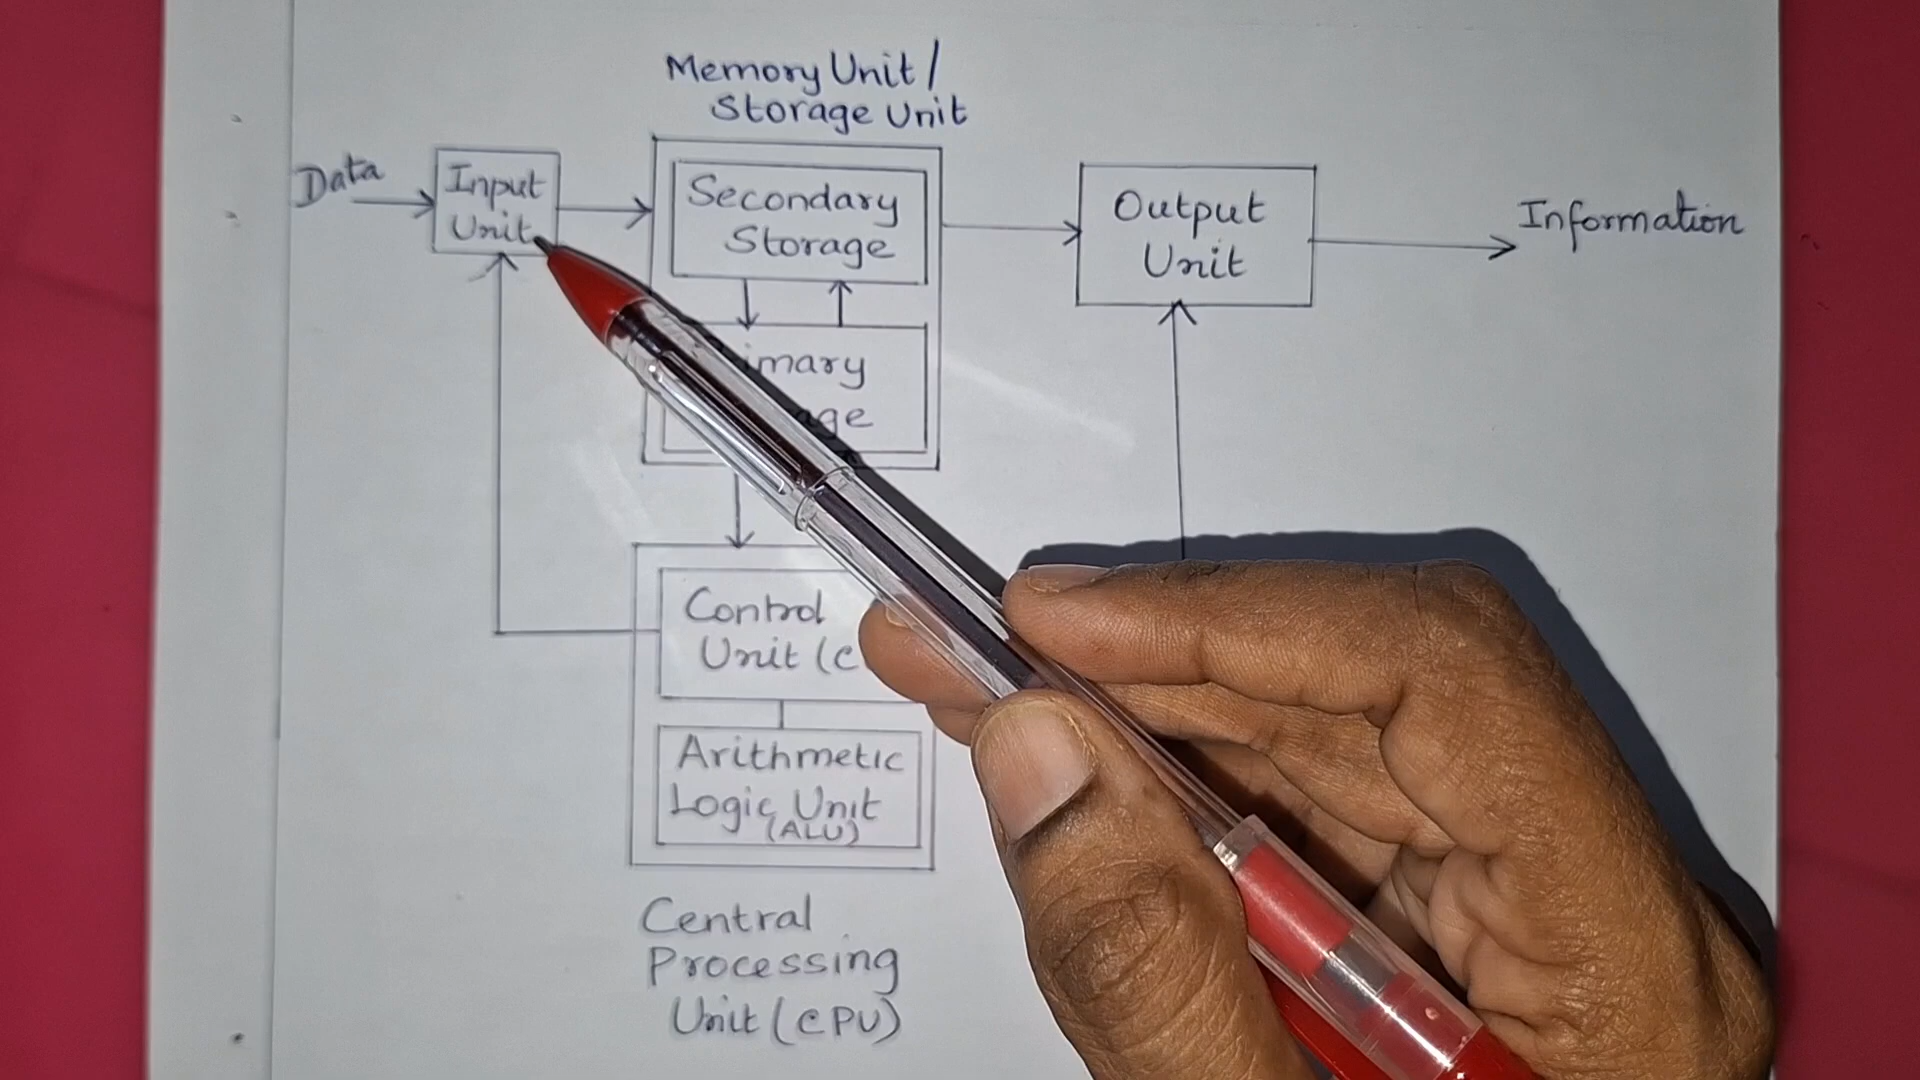 Memory Unit/
Storage Unit
Data
Input
Unit
Secondary
Storage
Output
Unit
Information
Control
Unit
Arithmetic
Logic Unit
(ALU)
Central
Processing
Unit (CPU)